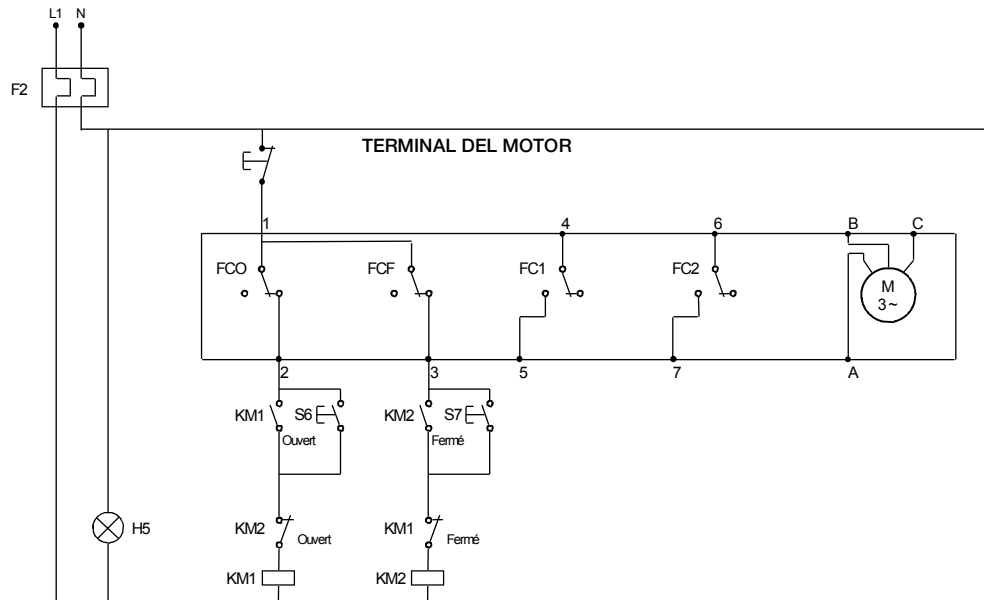 L1 N
F2
TERMINAL DEL MOTOR
1 4 6 B C
FCO FCF FC1 FC2 M
3~
2 3 5 7 A
KM1 S6 KM2 S7
Ouvert Fermé
H5 KM2 Ouvert KM1 Fermé
KM1 KM2